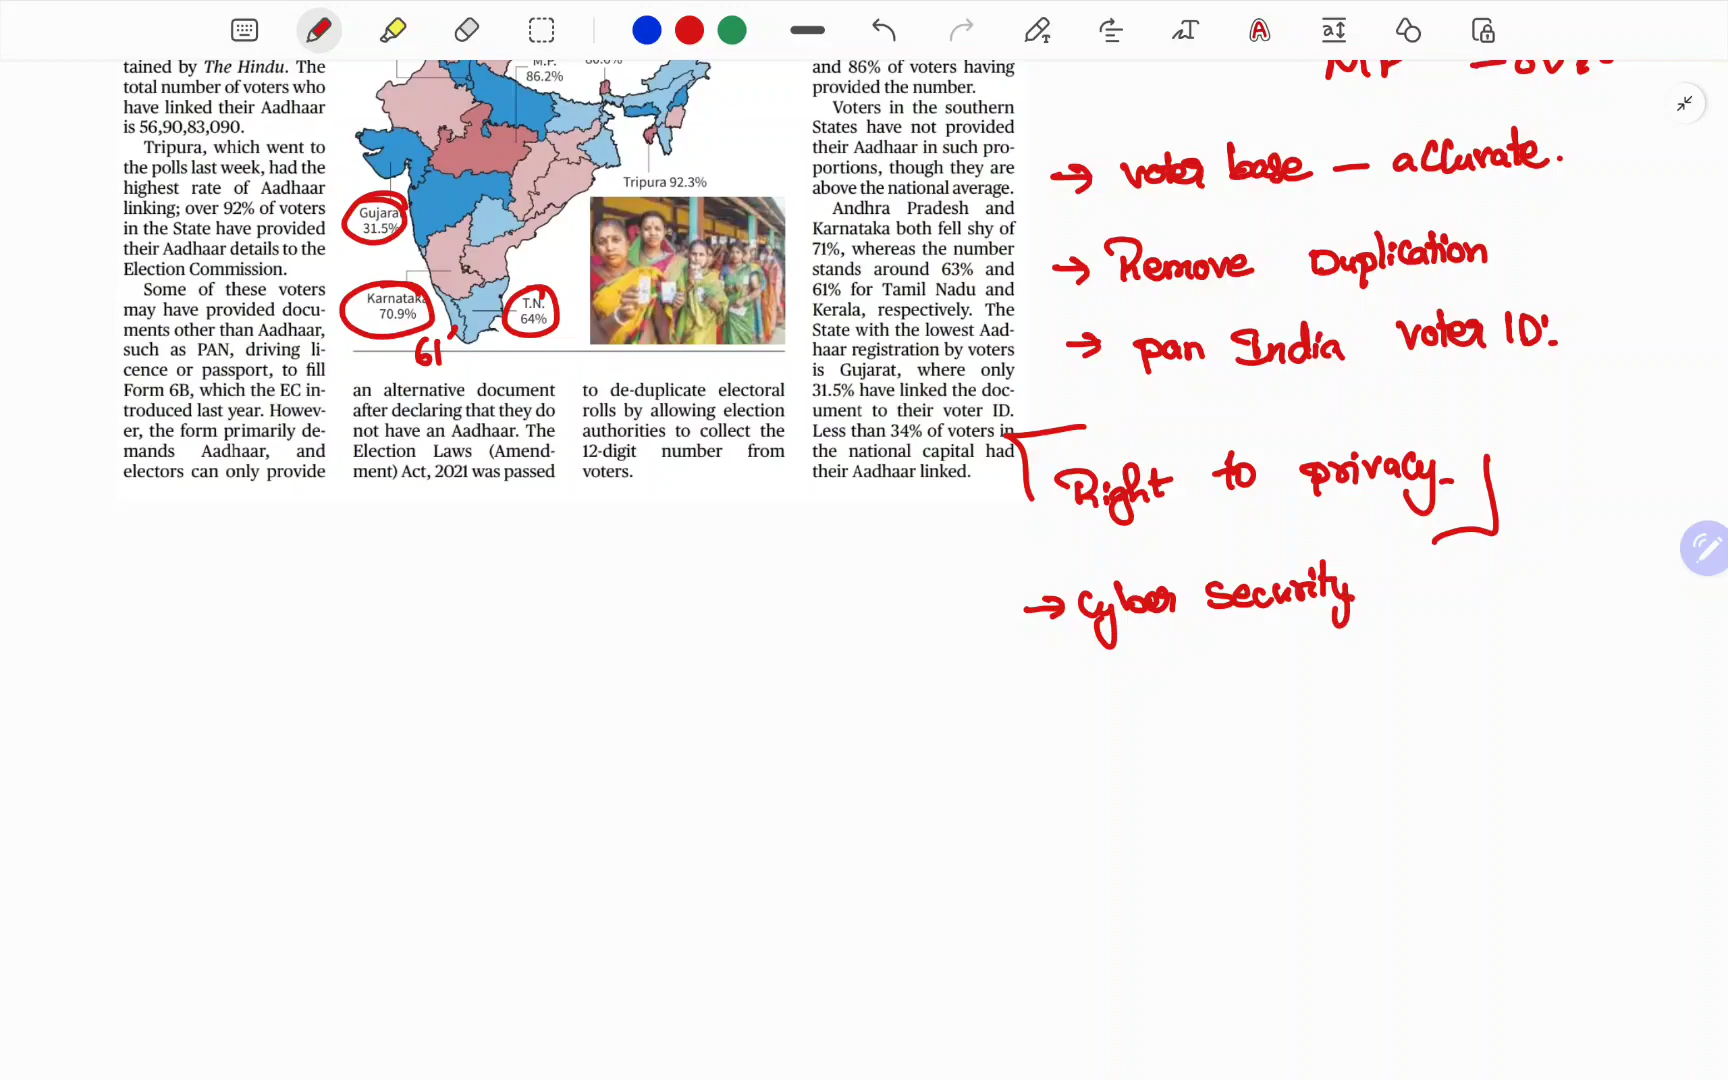 tained by The Hindu. The
total number of voters who
have linked their Aadhaar
is 56,90,83,090.
Tripura, which went to
the polls last week, had the
highest rate of Aadhaar
linking; over 92% of voters
in the State have provided
their Aadhaar details to the
Election Commission.
Some of these voters
may have provided docu-
ments other than Aadhaar,
such as PAN, driving li-
cence or passport, to fill
Form 6B, which the EC in-
troduced last year. Howev-
er, the form primarily de-
mands Aadhaar, and
electors can only provide
M.P.
86.2%
Tripura 92.3%
Gujarat
31.5%
Karnataka
70.9%
T.N.
64%
61
an alternative document
after declaring that they do
not have an Aadhaar. The
Election Laws (Amend-
ment) Act, 2021 was passed
to de-duplicate electoral
rolls by allowing election
authorities to collect the
12-digit number from
voters.
and 86% of voters having
provided the number.
Voters in the southern
States have not provided
their Aadhaar in such pro-
portions, though they are
above the national average.
Andhra Pradesh and
Karnataka both fell shy of
71%, whereas the number
stands around 63% and
61% for Tamil Nadu and
Kerala, respectively. The
State with the lowest Aad-
haar registration by voters
is Gujarat, where only
31.5% have linked the doc-
ument to their voter ID.
Less than 34% of voters in
the national capital had
their Aadhaar linked.
→ voter base – accurate.
→ Remove Duplication
→ pan India Voter ID:
Right to privacy
→ Cyber security